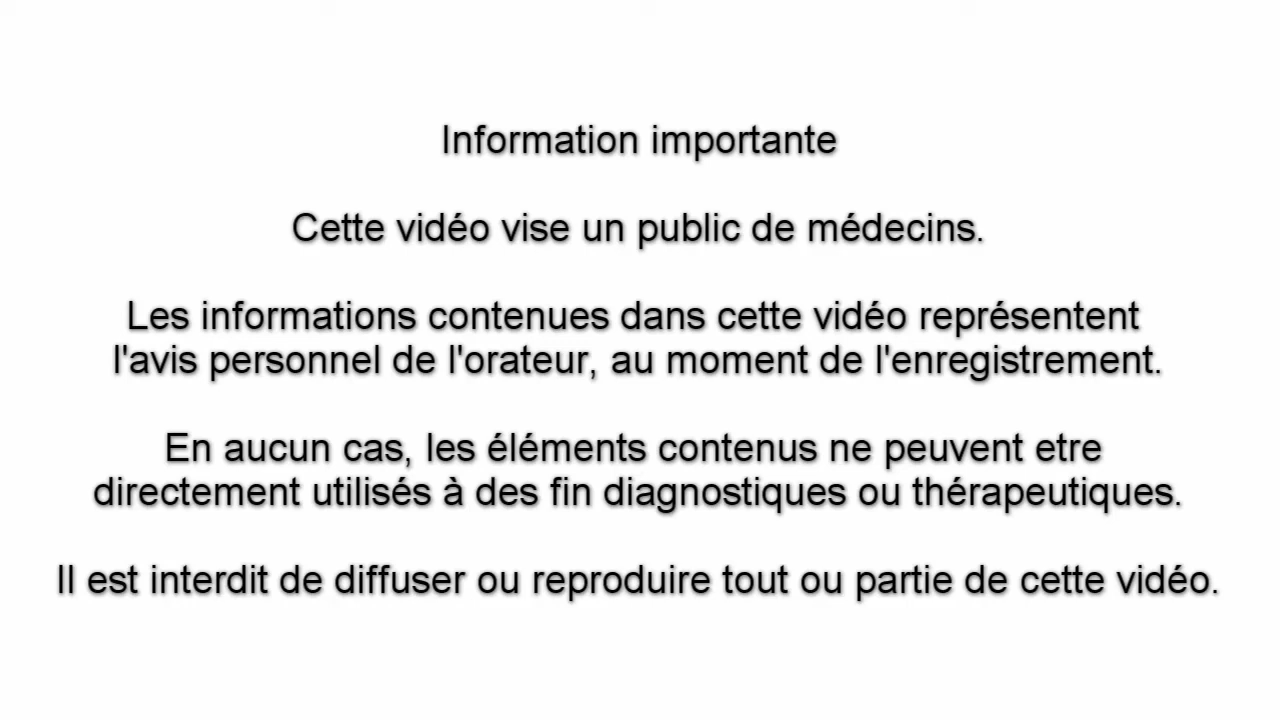 Information importante
Cette vidéo vise un public de médecins.
Les informations contenues dans cette vidéo représentent
l'avis personnel de l'orateur, au moment de l'enregistrement.
En aucun cas, les éléments contenus ne peuvent etre
directement utilisés à des fin diagnostiques ou thérapeutiques.
Il est interdit de diffuser ou reproduire tout ou partie de cette vidéo.